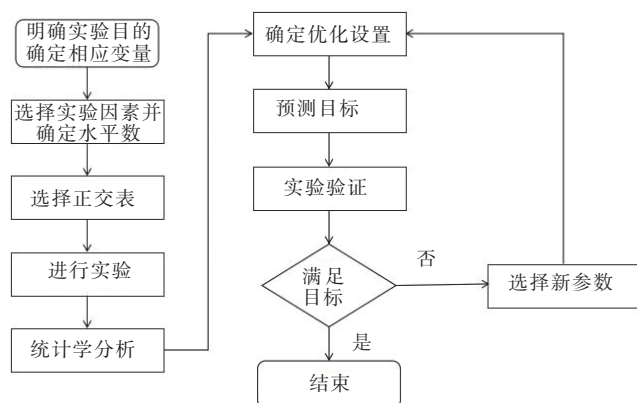 明确实验目的
确定相应变量
选择实验因素并
确定水平数
选择正交表
进行实验
统计学分析
确定优化设置
预测目标
实验验证
满足
目标
否
选择新参数
是
结束